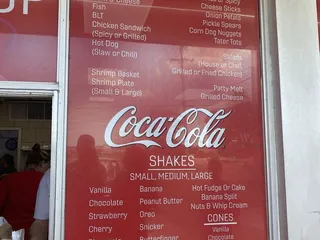 OP
Fish
BLT
Chicken Sandwich
(Spicy or Grilled)
Hot Dog
(Slaw or Chili)
Shrimp Basket
Shrimp Plate
(Small & Large)
Cheese Sticks
Onion Petals
Pickle Spears
Corn Dog Nuggets
Tater Tots
(House or Chef)
Grilled or Fried Chicken)
Patty Melt
Grilled Cheese
Coca-Cola
SHAKES
SMALL, MEDIUM, LARGE
Vanilla
Chocolate
Strawberry
Cherry
Banana
Peanut Butter
Oreo
Snicker
Butterfinger
Hot Fudge or Cake
Banana Split
Nuts & Whip Cream
CONES
Vanilla
Chocolate